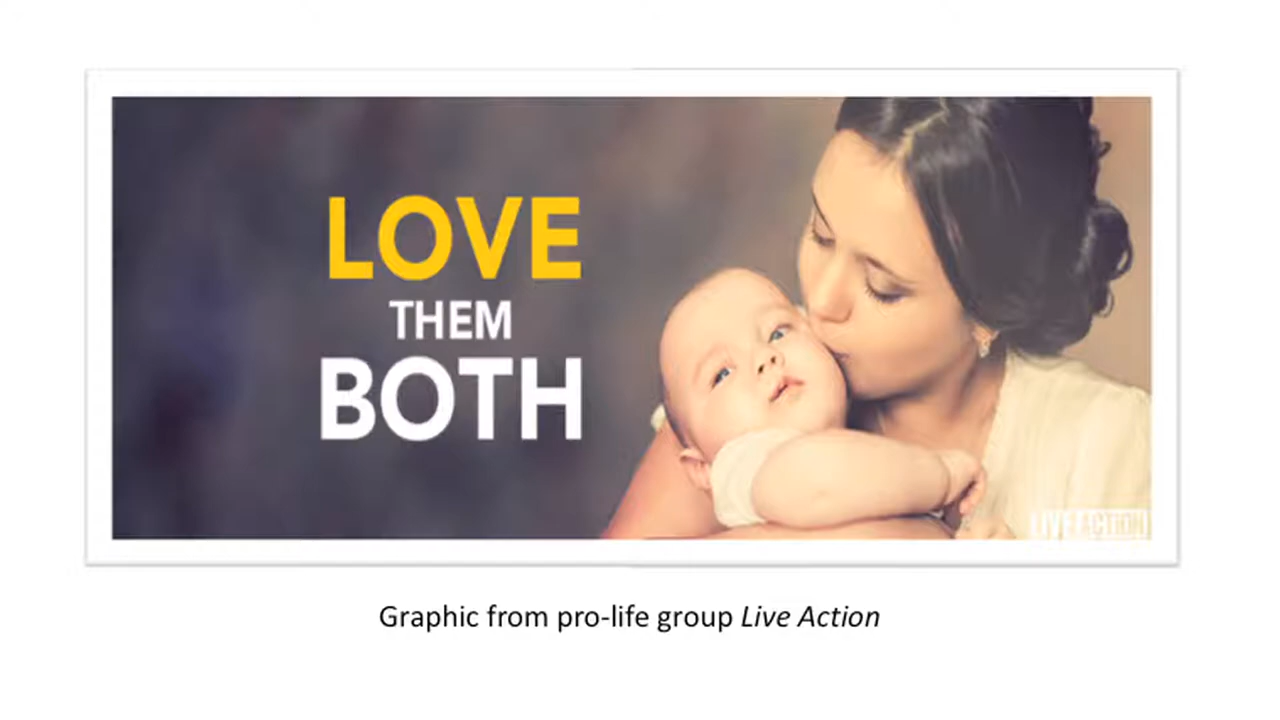 LOVE
THEM
BOTH
LIVE ACTION
Graphic from pro-life group Live Action